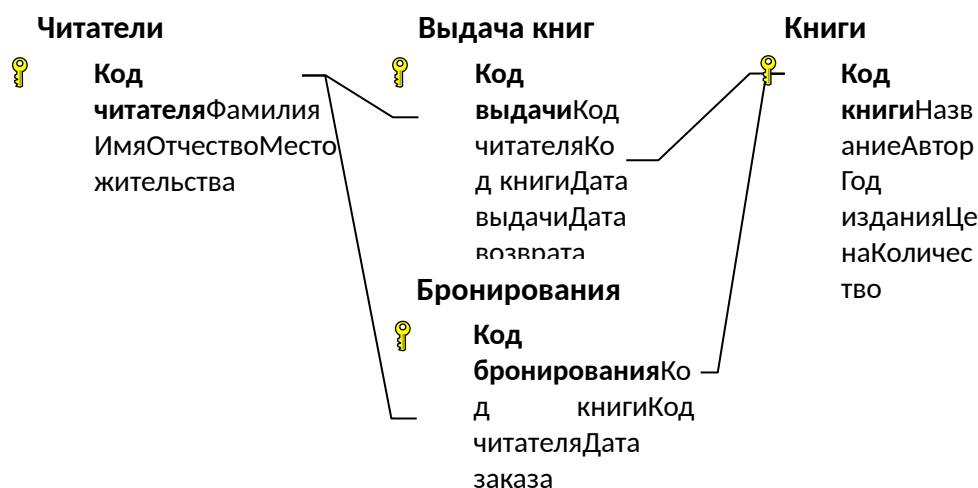 Читатели
Код
читателяФамилия
ИмяОтчествоМесто
жительства
Выдача книг
Код
выдачиКод
читателяКо
д книгиДата
выдачиДата
возврата
Книги
Код
книгиНазв
аниеАвтор
Год
изданияЦе
наКоличес
тво
Бронирования
Код
бронированияКо
д книгиКод
читателяДата
заказа